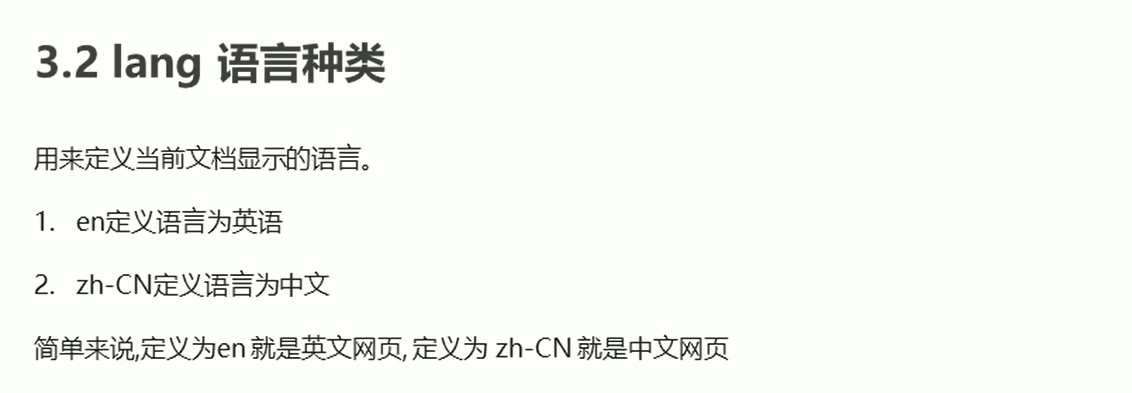 3.2 lang 语言种类
用来定义当前文档显示的语言。
1. en定义语言为英语
2. zh-CN定义语言为中文
简单来说,定义为en 就是英文网页, 定义为 zh-CN 就是中文网页